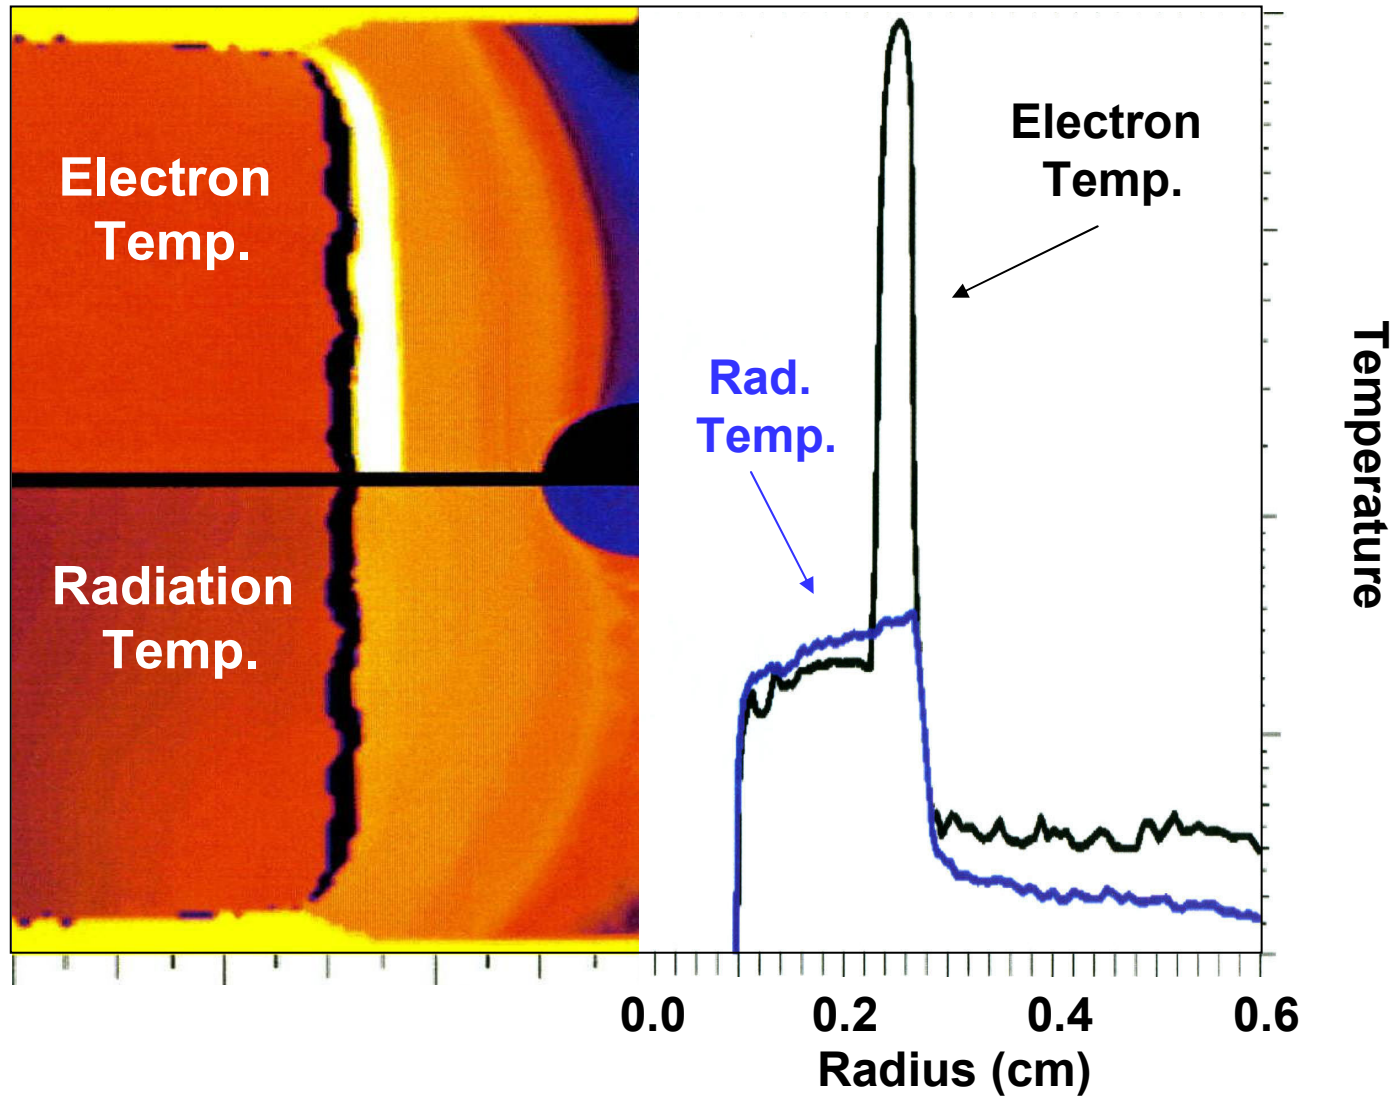 Electron
Temp.
Radiation
Temp.
Electron
Temp.
Rad.
Temp.
Temperature
0.0 0.2 0.4 0.6
Radius (cm)